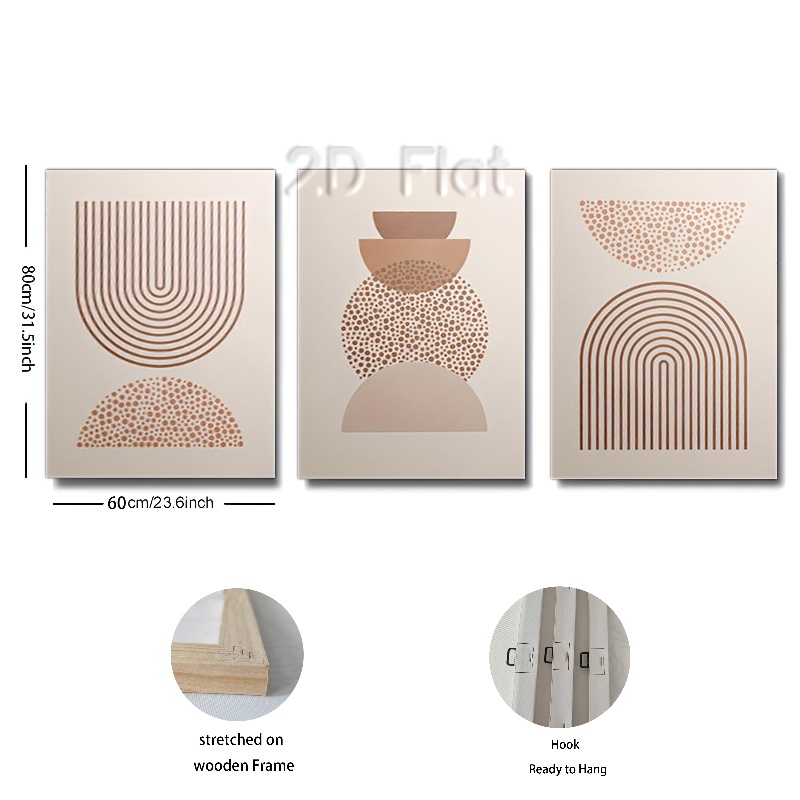 2D Flat
80cm/31.5inch
60cm/23.6inch
stretched on
wooden Frame
Hook
Ready to Hang